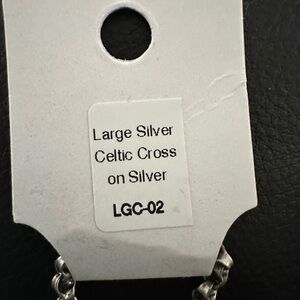 Large Silver
Celtic Cross
on Silver
LGC-02